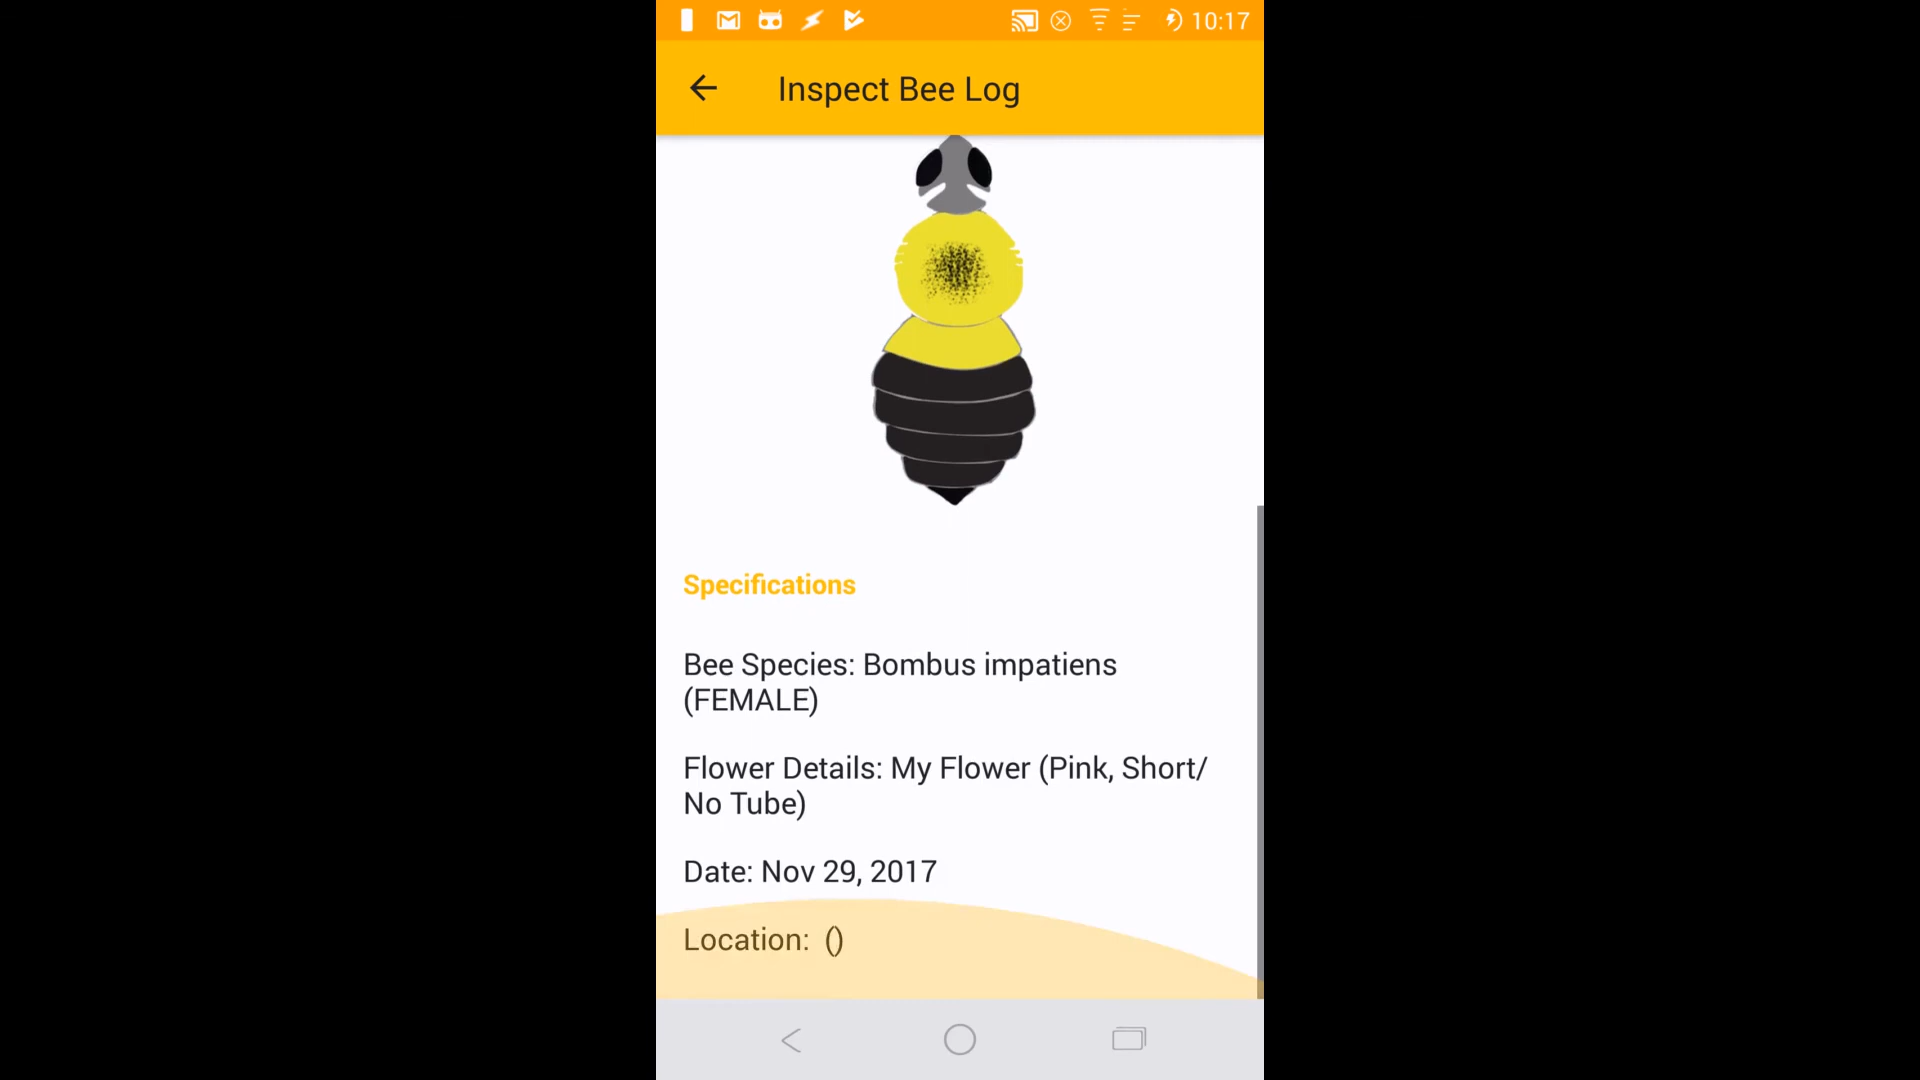 10:17
Inspect Bee Log
Specifications
Bee Species: Bombus impatiens
(FEMALE)
Flower Details: My Flower (Pink, Short/
No Tube)
Date: Nov 29, 2017
Location:  ()